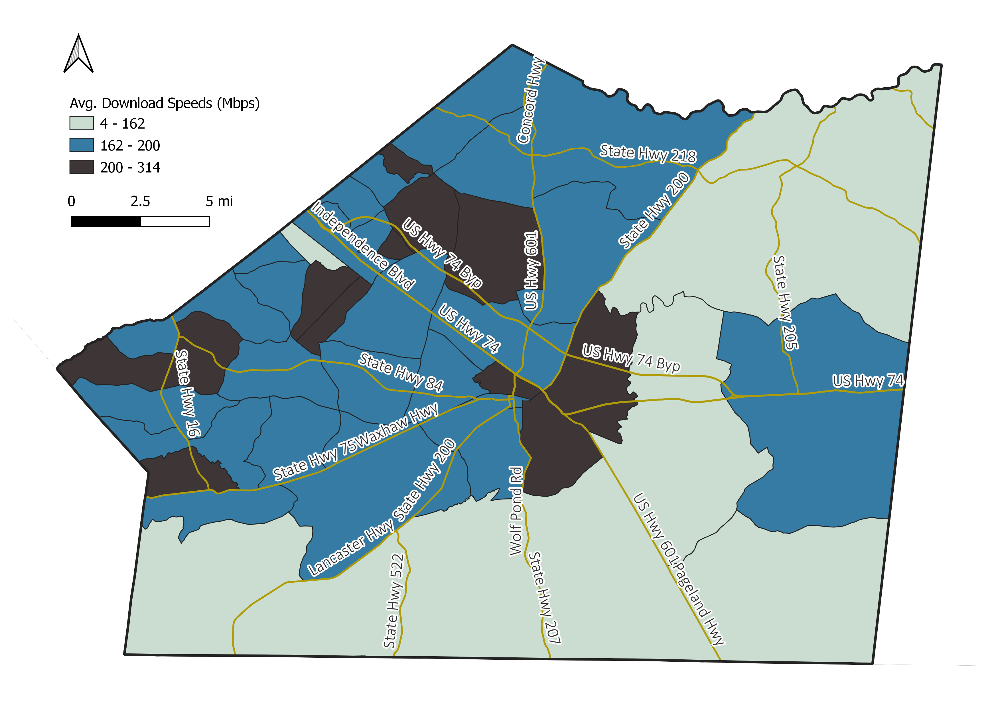 Avg. Download Speeds (Mbps)
4 - 162
162 - 200
200 - 314
0 2.5 5 mi
Concord Hwy
State Hwy 218
State Hwy 200
Independence Blvd
US Hwy 74 Byp
US Hwy 601
State Hwy 205
US Hwy 74
US Hwy 74 Byp
State Hwy 84
US Hwy 74
State Hwy 16
State Hwy 75
Waxhaw Hwy
State Hwy 200
Lancaster Hwy
Wolf Pond Rd
State Hwy 522
State Hwy 207
US Hwy 601
Pageland Hwy